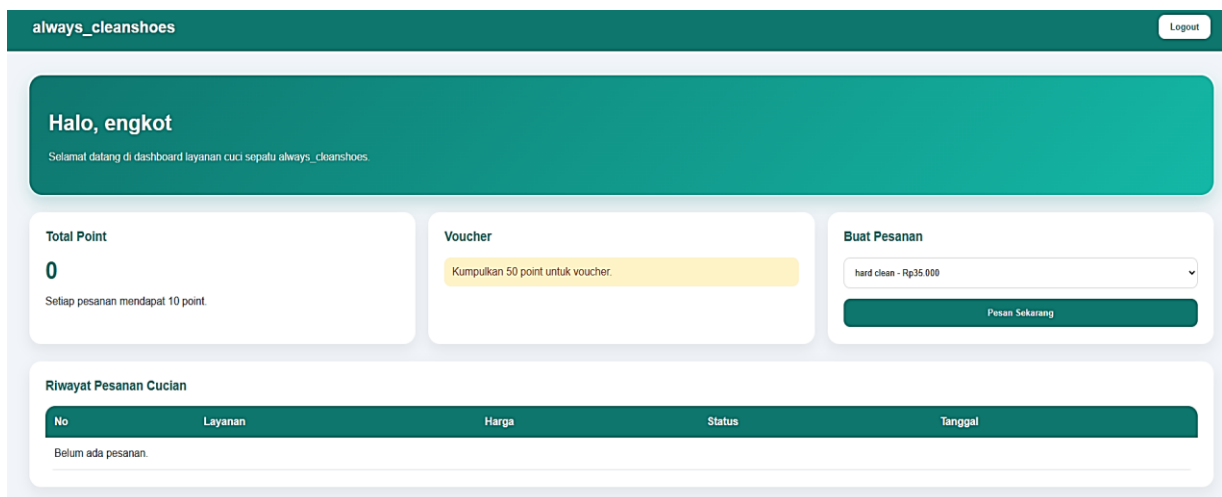 always_cleanshoes
Logout
Halo, engkot
Selamat datang di dashboard layanan cuci sepatu always_cleanshoes.
Total Point
0
Setiap pesanan mendapat 10 point.
Voucher
Kumpulkan 50 point untuk voucher.
Buat Pesanan
hard clean - Rp35.000
Pesan Sekarang
Riwayat Pesanan Cucian
No Layanan Harga Status Tanggal
Belum ada pesanan.